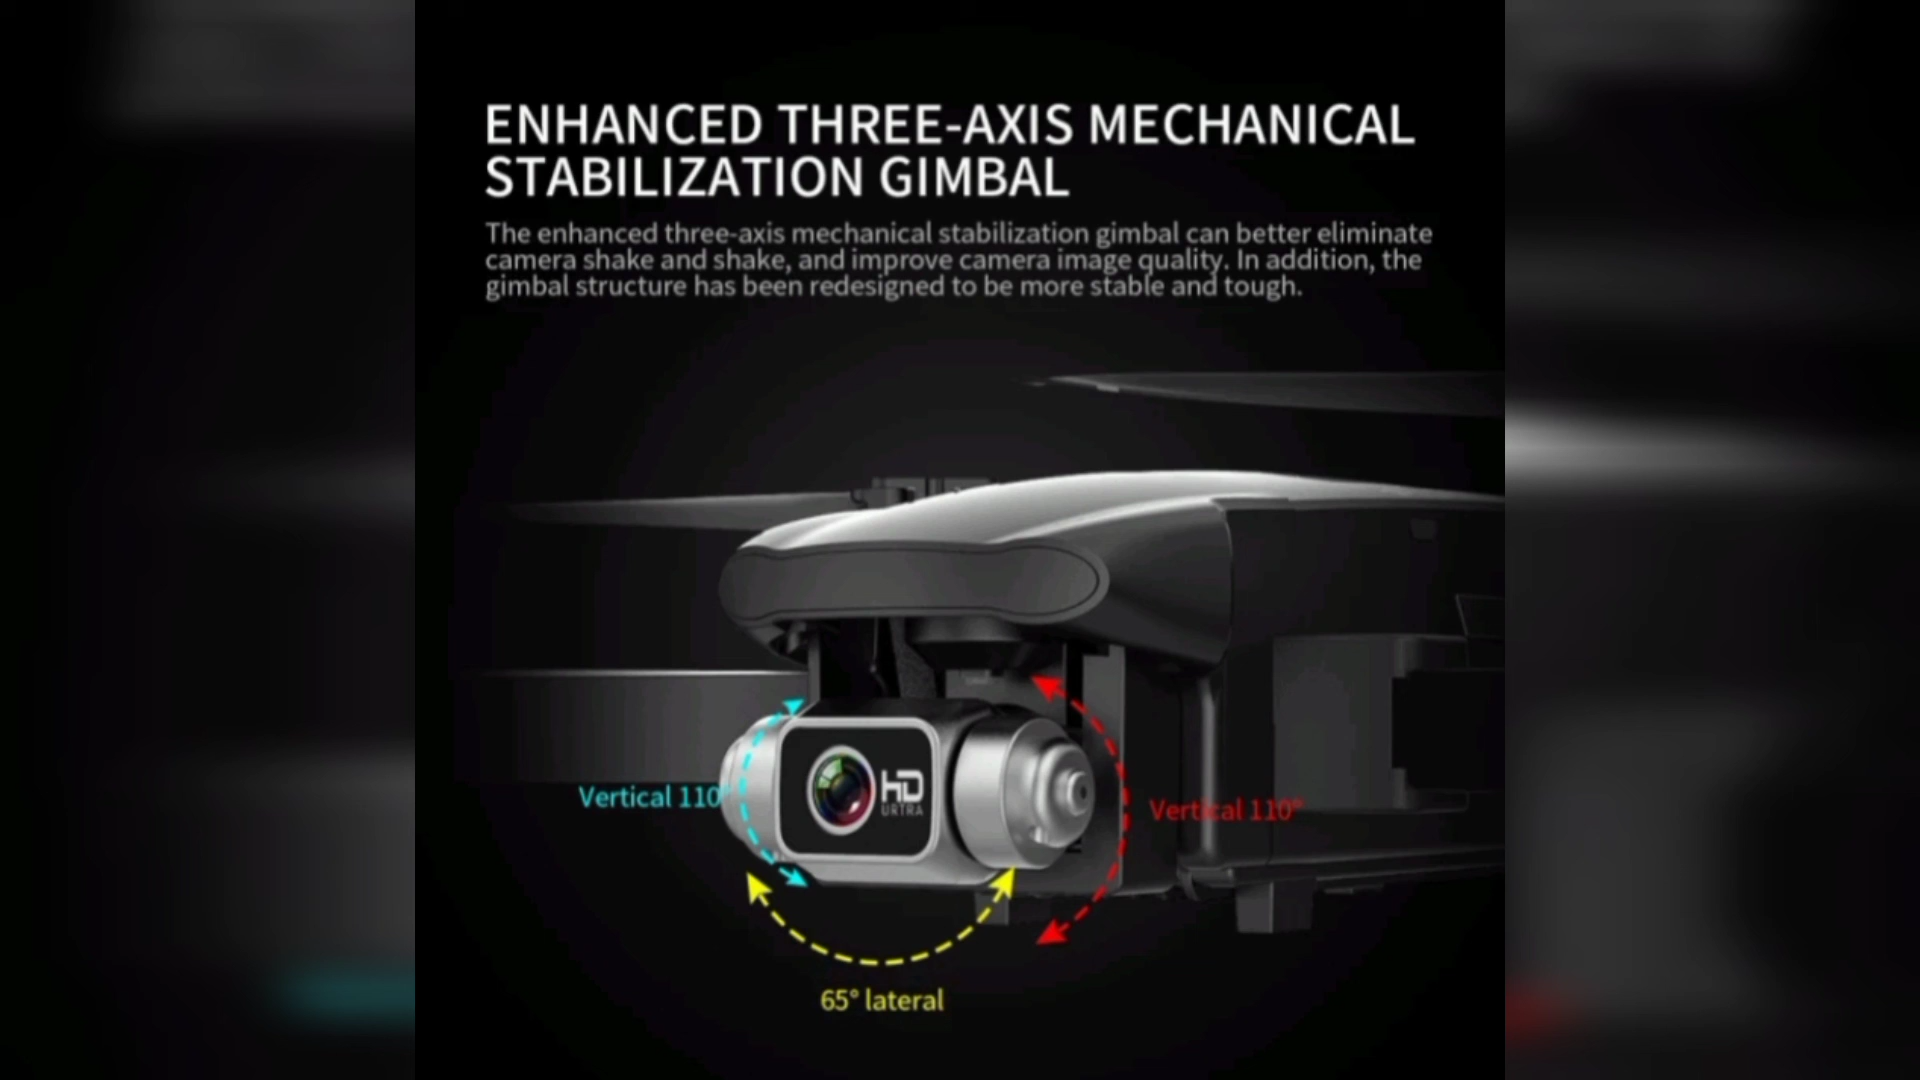 ENHANCED THREE-AXIS MECHANICAL
STABILIZATION GIMBAL
The enhanced three-axis mechanical stabilization gimbal can better eliminate
camera shake and shake, and improve camera image quality. In addition, the
gimbal structure has been redesigned to be more stable and tough.
HD
URTRA
Vertical 110°
Vertical 110°
65° lateral